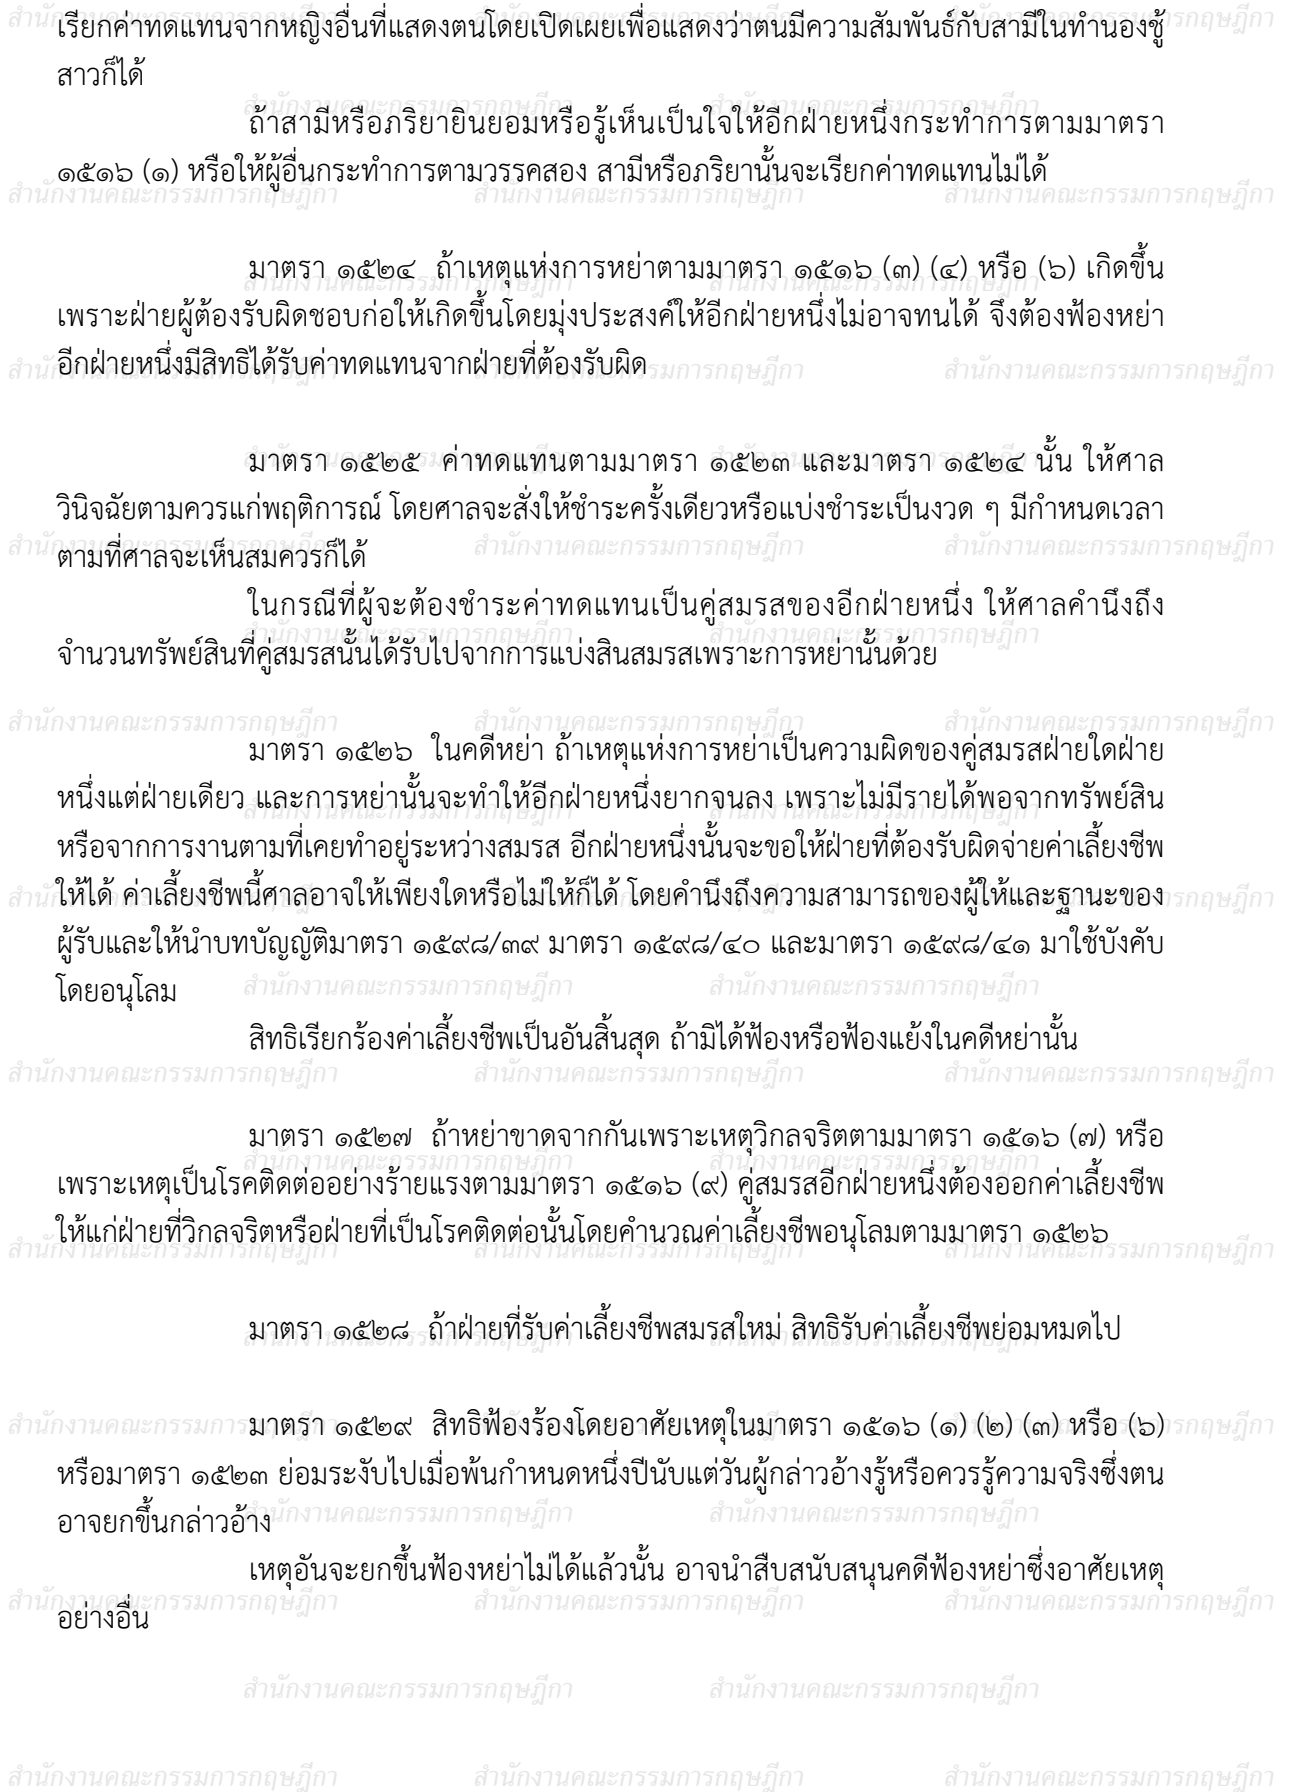 เรียกค่าทดแทนจากหญิงอื่นที่แสดงตนโดยเปิดเผยเพื่อแสดงว่าตนมีความสัมพันธ์กับสามีในทำนองชู้
สาวก็ได้
ถ้าสามีหรือภริยายินยอมหรือรู้เห็นเป็นใจให้อีกฝ่ายหนึ่งกระทำการตามมาตรา
๑๕๑๖ (๑) หรือให้ผู้อื่นกระทำการตามวรรคสอง สามีหรือภริยานั้นจะเรียกค่าทดแทนไม่ได้
มาตรา ๑๕๒๔ ถ้าเหตุแห่งการหย่าตามมาตรา ๑๕๑๖ (๓) (๔) หรือ (๖) เกิดขึ้น
เพราะฝ่ายผู้ต้องรับผิดชอบก่อให้เกิดขึ้นโดยมุ่งประสงค์ให้อีกฝ่ายหนึ่งไม่อาจทนได้ จึงต้องฟ้องหย่า
อีกฝ่ายหนึ่งมีสิทธิได้รับค่าทดแทนจากฝ่ายที่ต้องรับผิด
มาตรา ๑๕๒๕ ค่าทดแทนตามมาตรา ๑๕๒๓ และมาตรา ๑๕๒๔ นั้น ให้ศาล
วินิจฉัยตามควรแก่พฤติการณ์ โดยศาลจะสั่งให้ชำระครั้งเดียวหรือแบ่งชำระเป็นงวด ๆ มีกำหนดเวลา
ตามที่ศาลจะเห็นสมควรก็ได้
ในกรณีที่ผู้จะต้องชำระค่าทดแทนเป็นคู่สมรสของอีกฝ่ายหนึ่ง ให้ศาลคำนึงถึง
จำนวนทรัพย์สินที่คู่สมรสนั้นได้รับไปจากการแบ่งสินสมรสเพราะการหย่านั้นด้วย
มาตรา ๑๕๒๖ ในคดีหย่า ถ้าเหตุแห่งการหย่าเป็นความผิดของคู่สมรสฝ่ายใดฝ่าย
หนึ่งแต่ฝ่ายเดียว และการหย่านั้นจะทำให้อีกฝ่ายหนึ่งยากจนลง เพราะไม่มีรายได้พอจากทรัพย์สิน
หรือจากการงานตามที่เคยทำอยู่ระหว่างสมรส อีกฝ่ายหนึ่งนั้นจะขอให้ฝ่ายที่ต้องรับผิดจ่ายค่าเลี้ยงชีพ
ให้ได้ ค่าเลี้ยงชีพนี้ศาลอาจให้เพียงใดหรือไม่ให้ก็ได้ โดยคำนึงถึงความสามารถของผู้ให้และฐานะของ
ผู้รับและให้นำบทบัญญัติมาตรา ๑๕๙๘/๓๙ มาตรา ๑๕๙๘/๔๐ และมาตรา ๑๕๙๘/๔๑ มาใช้บังคับ
โดยอนุโลม
สิทธิเรียกร้องค่าเลี้ยงชีพเป็นอันสิ้นสุด ถ้ามิได้ฟ้องหรือฟ้องแย้งในคดีหย่านั้น
มาตรา ๑๕๒๗ ถ้าหย่าขาดจากกันเพราะเหตุวิกลจริตตามมาตรา ๑๕๑๖ (๗) หรือ
เพราะเหตุเป็นโรคติดต่ออย่างร้ายแรงตามมาตรา ๑๕๑๖ (๙) คู่สมรสอีกฝ่ายหนึ่งต้องออกค่าเลี้ยงชีพ
ให้แก่ฝ่ายที่วิกลจริตหรือฝ่ายที่เป็นโรคติดต่อนั้นโดยคำนวณค่าเลี้ยงชีพอนุโลมตามมาตรา ๑๕๒๖
มาตรา ๑๕๒๘ ถ้าฝ่ายที่รับค่าเลี้ยงชีพสมรสใหม่ สิทธิรับค่าเลี้ยงชีพย่อมหมดไป
มาตรา ๑๕๒๙ สิทธิฟ้องร้องโดยอาศัยเหตุในมาตรา ๑๕๑๖ (๑) (๒) (๓) หรือ (๖)
หรือมาตรา ๑๕๒๓ ย่อมระงับไปเมื่อพ้นกำหนดหนึ่งปีนับแต่วันผู้กล่าวอ้างรู้หรือควรรู้ความจริงซึ่งตน
อาจยกขึ้นกล่าวอ้าง
เหตุอันจะยกขึ้นฟ้องหย่าไม่ได้แล้วนั้น อาจนำสืบสนับสนุนคดีฟ้องหย่าซึ่งอาศัยเหตุ
อย่างอื่น
สำนักงานคณะกรรมการกฤษฎีกา